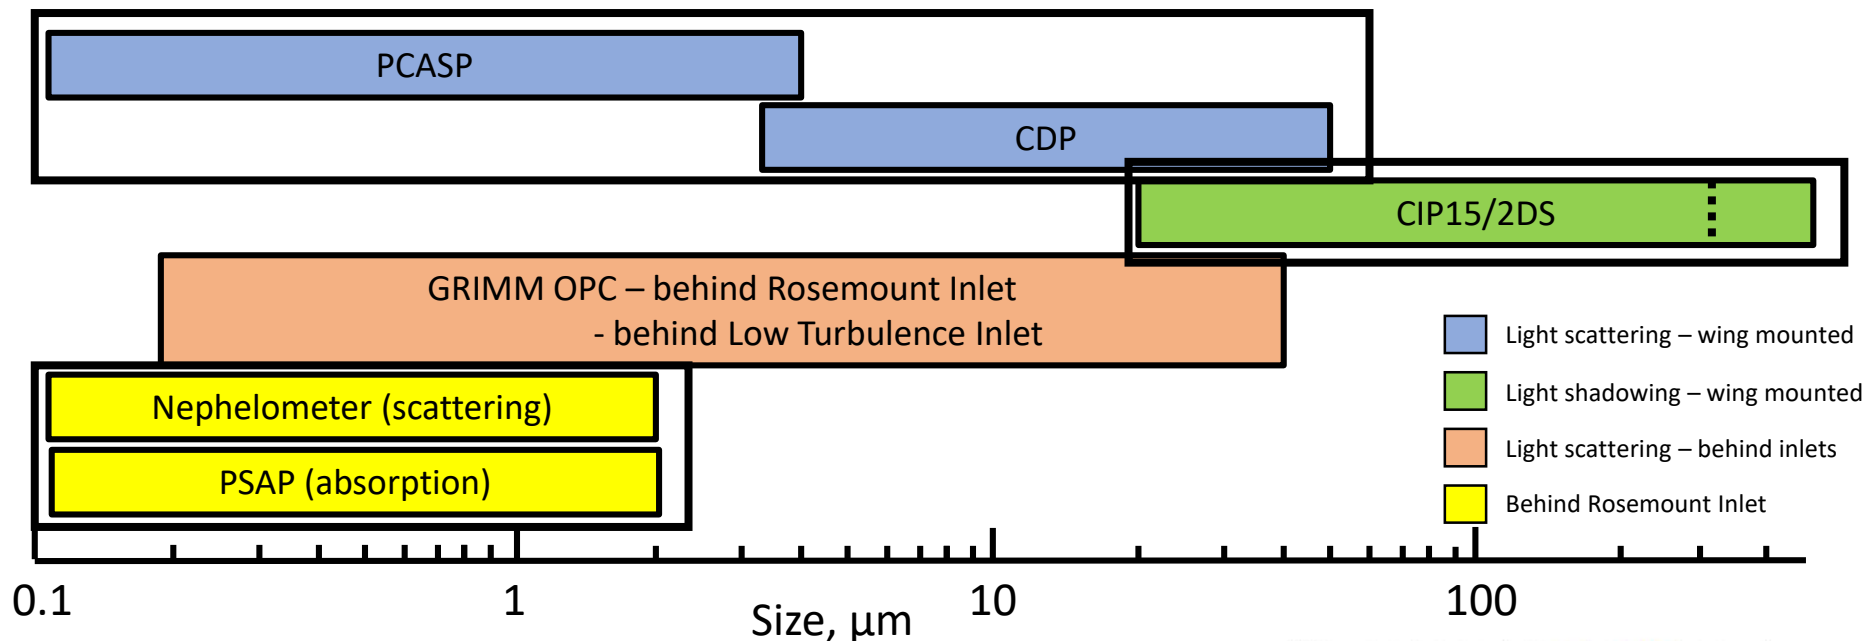 PCASP
CDP
CIP15/2DS
GRIMM OPC – behind Rosemount Inlet
- behind Low Turbulence Inlet
Light scattering – wing mounted
Light shadowing – wing mounted
Nephelometer (scattering)
Light scattering – behind inlets
PSAP (absorption)
Behind Rosemount Inlet
0.1
1
10
100
Size, µm